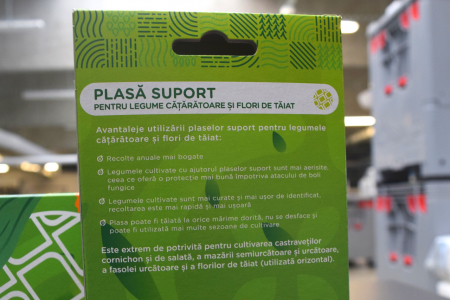 PLASĂ SUPORT
PENTRU LEGUME CĂȚĂRĂTOARE ȘI FLORI DE TĂIAT
Avantajele utilizării plaselor suport pentru legumele
cățărătoare și flori de tăiat:
Recolte anuale mai bogate
Legumele cultivate cu ajutorul plaselor suport sunt mai aerisite,
ceea ce oferă o protecție mai bună împotriva atacului de boli
fungice
Legumele cultivate sunt mai curate și mai ușor de identificat,
recoltarea este mai rapidă și mai ușoară
Plasa poate fi tăiată la orice mărime dorită, nu se desface și
poate fi utilizată mai multe sezoane de cultivare
Este extrem de potrivită pentru cultivarea castraveților
cornichon și de salată, a mazării semiurcătoare și urcătoare,
a fasolei urcătoare și a florilor de tăiat (utilizată orizontal).